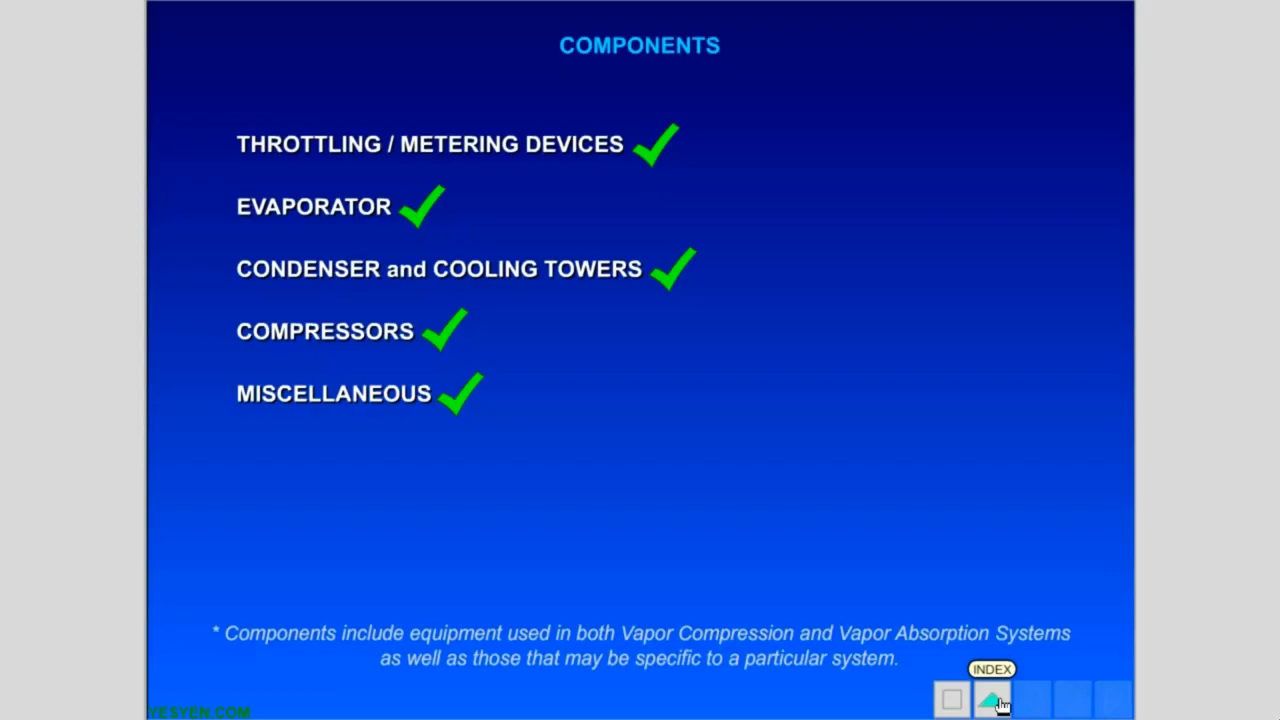 COMPONENTS
THROTTLING / METERING DEVICES
EVAPORATOR
CONDENSER and COOLING TOWERS
COMPRESSORS
MISCELLANEOUS
* Components include equipment used in both Vapor Compression and Vapor Absorption Systems
as well as those that may be specific to a particular system.
INDEX
YESYEN.COM